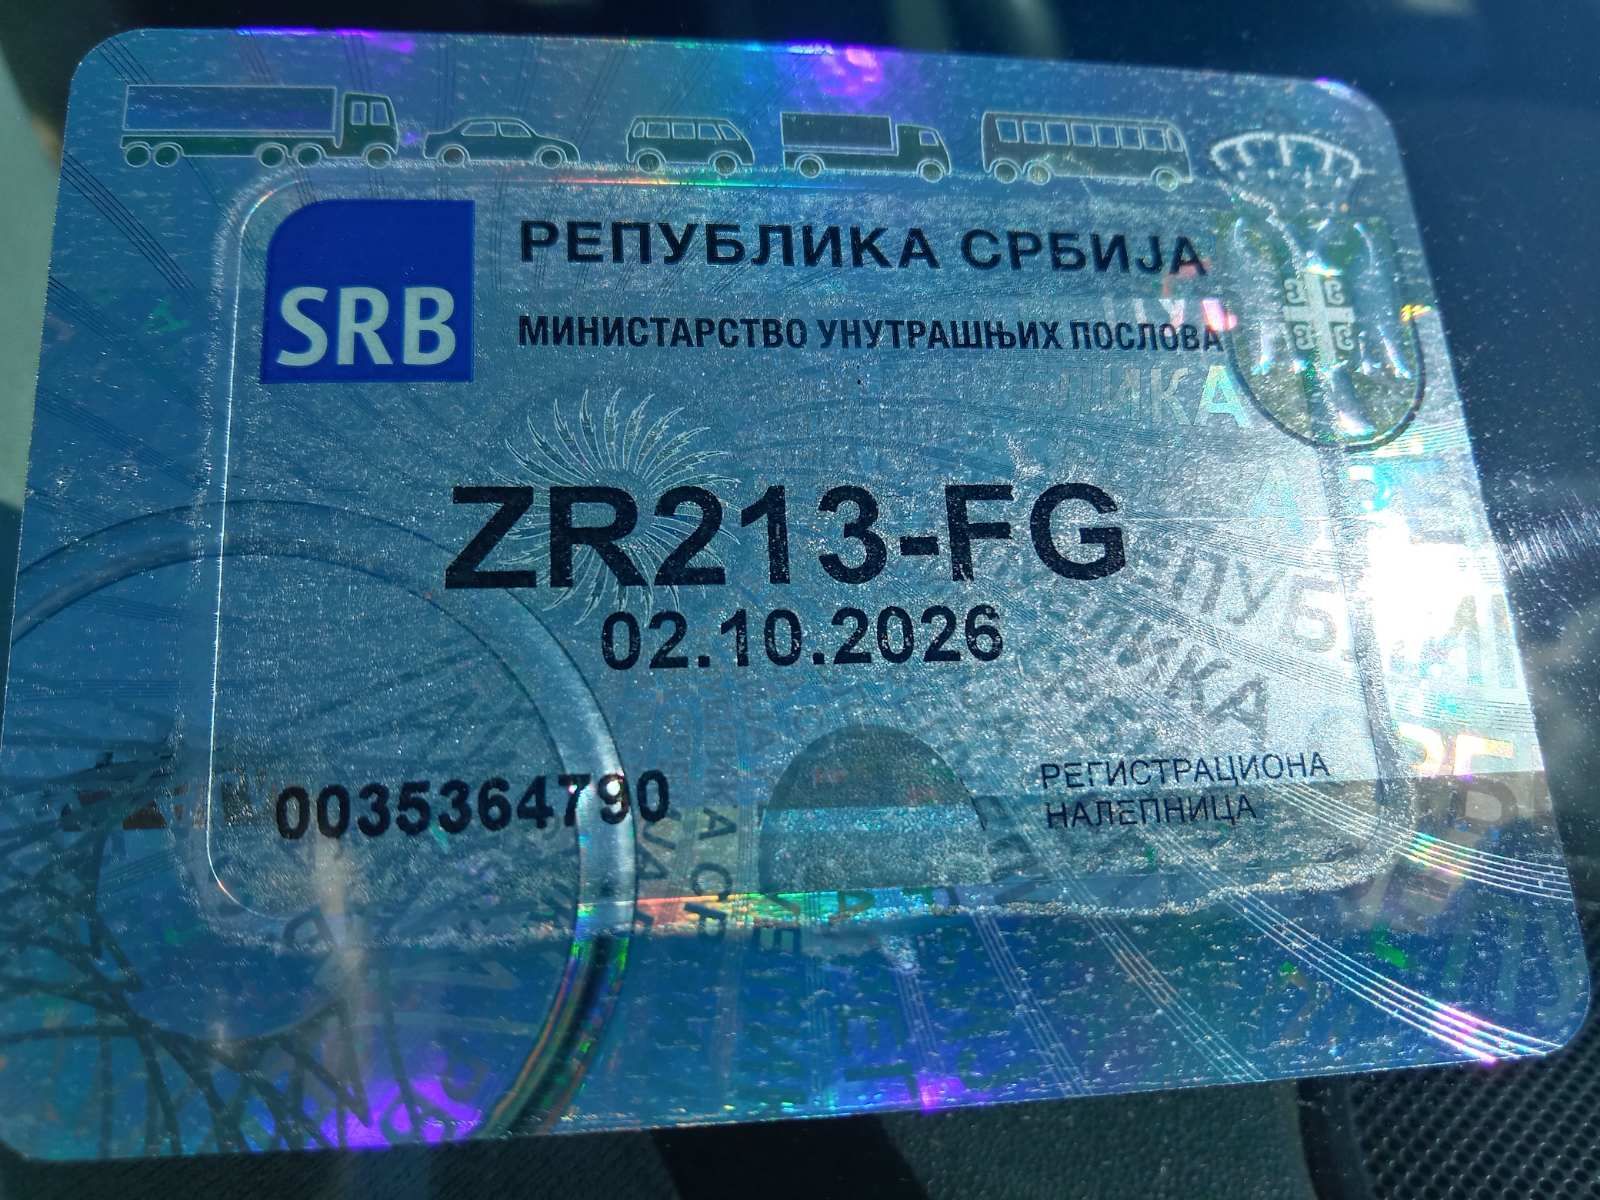 РЕПУБЛИКА СРБИЈА
SRB
МИНИСТАРСТВО УНУТРАШЊИХ ПОСЛОВА
ZR213-FG
02.10.2026
0035364790
РЕГИСТРАЦИОНА
НАЛЕПНИЦА